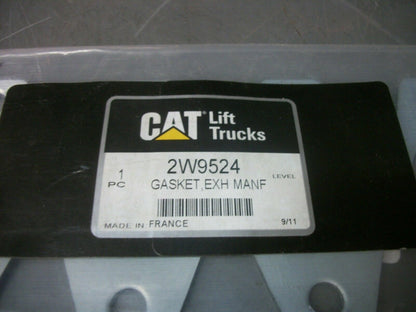 CAT Lift
Trucks
2W9524
1 PC GASKET,EXH MANF LEVEL
MADE IN FRANCE 9/11